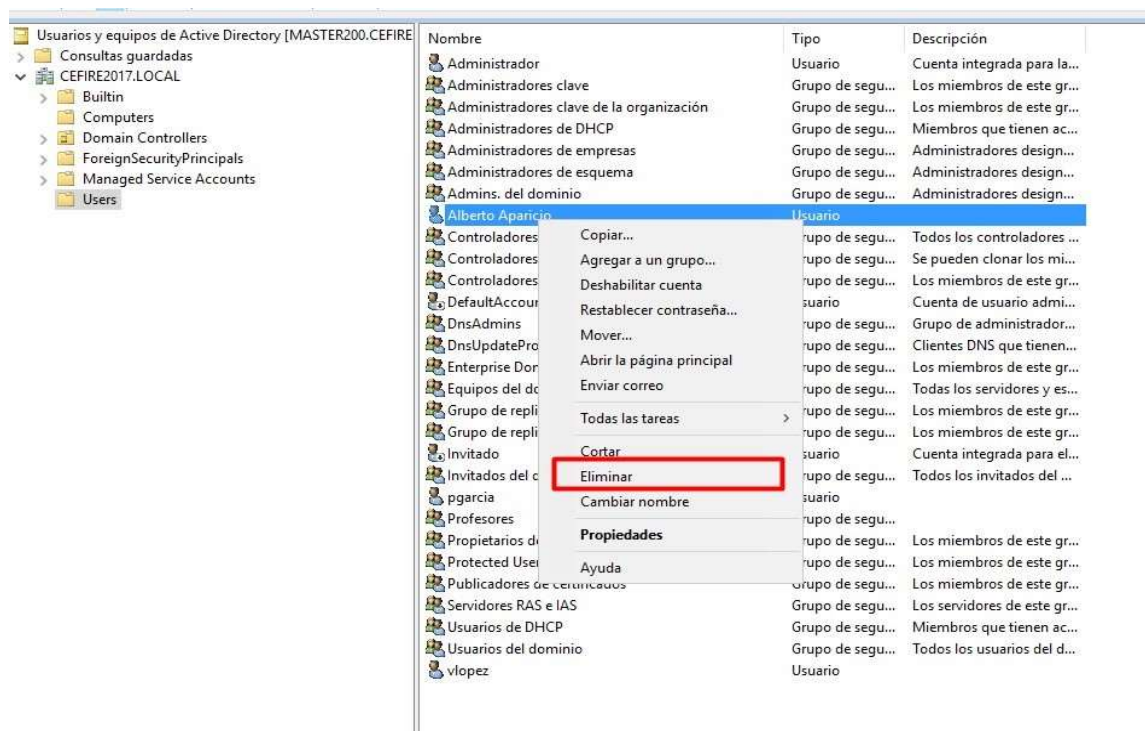 Usuarios y equipos de Active Directory [MASTER200.CEFIRE
Consultas guardadas
CEFIRE2017.LOCAL
Builtin
Computers
Domain Controllers
ForeignSecurityPrincipals
Managed Service Accounts
Users
Nombre Tipo Descripción
Administrador Usuario Cuenta integrada para la...
Administradores clave Grupo de segu... Los miembros de este gr...
Administradores clave de la organización Grupo de segu... Los miembros de este gr...
Administradores de DHCP Grupo de segu... Miembros que tienen ac...
Administradores de empresas Grupo de segu... Administradores design...
Administradores de esquema Grupo de segu... Administradores design...
Admins. del dominio Grupo de segu... Administradores design...
Alberto Aparicio Usuario
Controladores rupo de segu... Todos los controladores ...
Controladores rupo de segu... Se pueden clonar los mi...
Controladores rupo de segu... Los miembros de este gr...
DefaultAccour suario Cuenta de usuario admi...
DnsAdmins rupo de segu... Grupo de administrador...
DnsUpdatePro rupo de segu... Clientes DNS que tienen...
Enterprise Dor rupo de segu... Los miembros de este gr...
Equipos del do rupo de segu... Todas los servidores y es...
Grupo de repli rupo de segu... Los miembros de este gr...
Grupo de repli rupo de segu... Los miembros de este gr...
Invitado suario Cuenta integrada para el...
Invitados del d rupo de segu... Todos los invitados del ...
pgarcia suario
Profesores rupo de segu...
Propietarios de rupo de segu... Los miembros de este gr...
Protected User rupo de segu... Los miembros de este gr...
Publicadores de certificados Grupo de segu... Los miembros de este gr...
Servidores RAS e IAS Grupo de segu... Los servidores de este gr...
Usuarios de DHCP Grupo de segu... Miembros que tienen ac...
Usuarios del dominio Grupo de segu... Todos los usuarios del d...
vlopez Usuario
Copiar...
Agregar a un grupo...
Deshabilitar cuenta
Restablecer contraseña...
Mover...
Abrir la página principal
Enviar correo
Todas las tareas
Cortar
Eliminar
Cambiar nombre
Propiedades
Ayuda